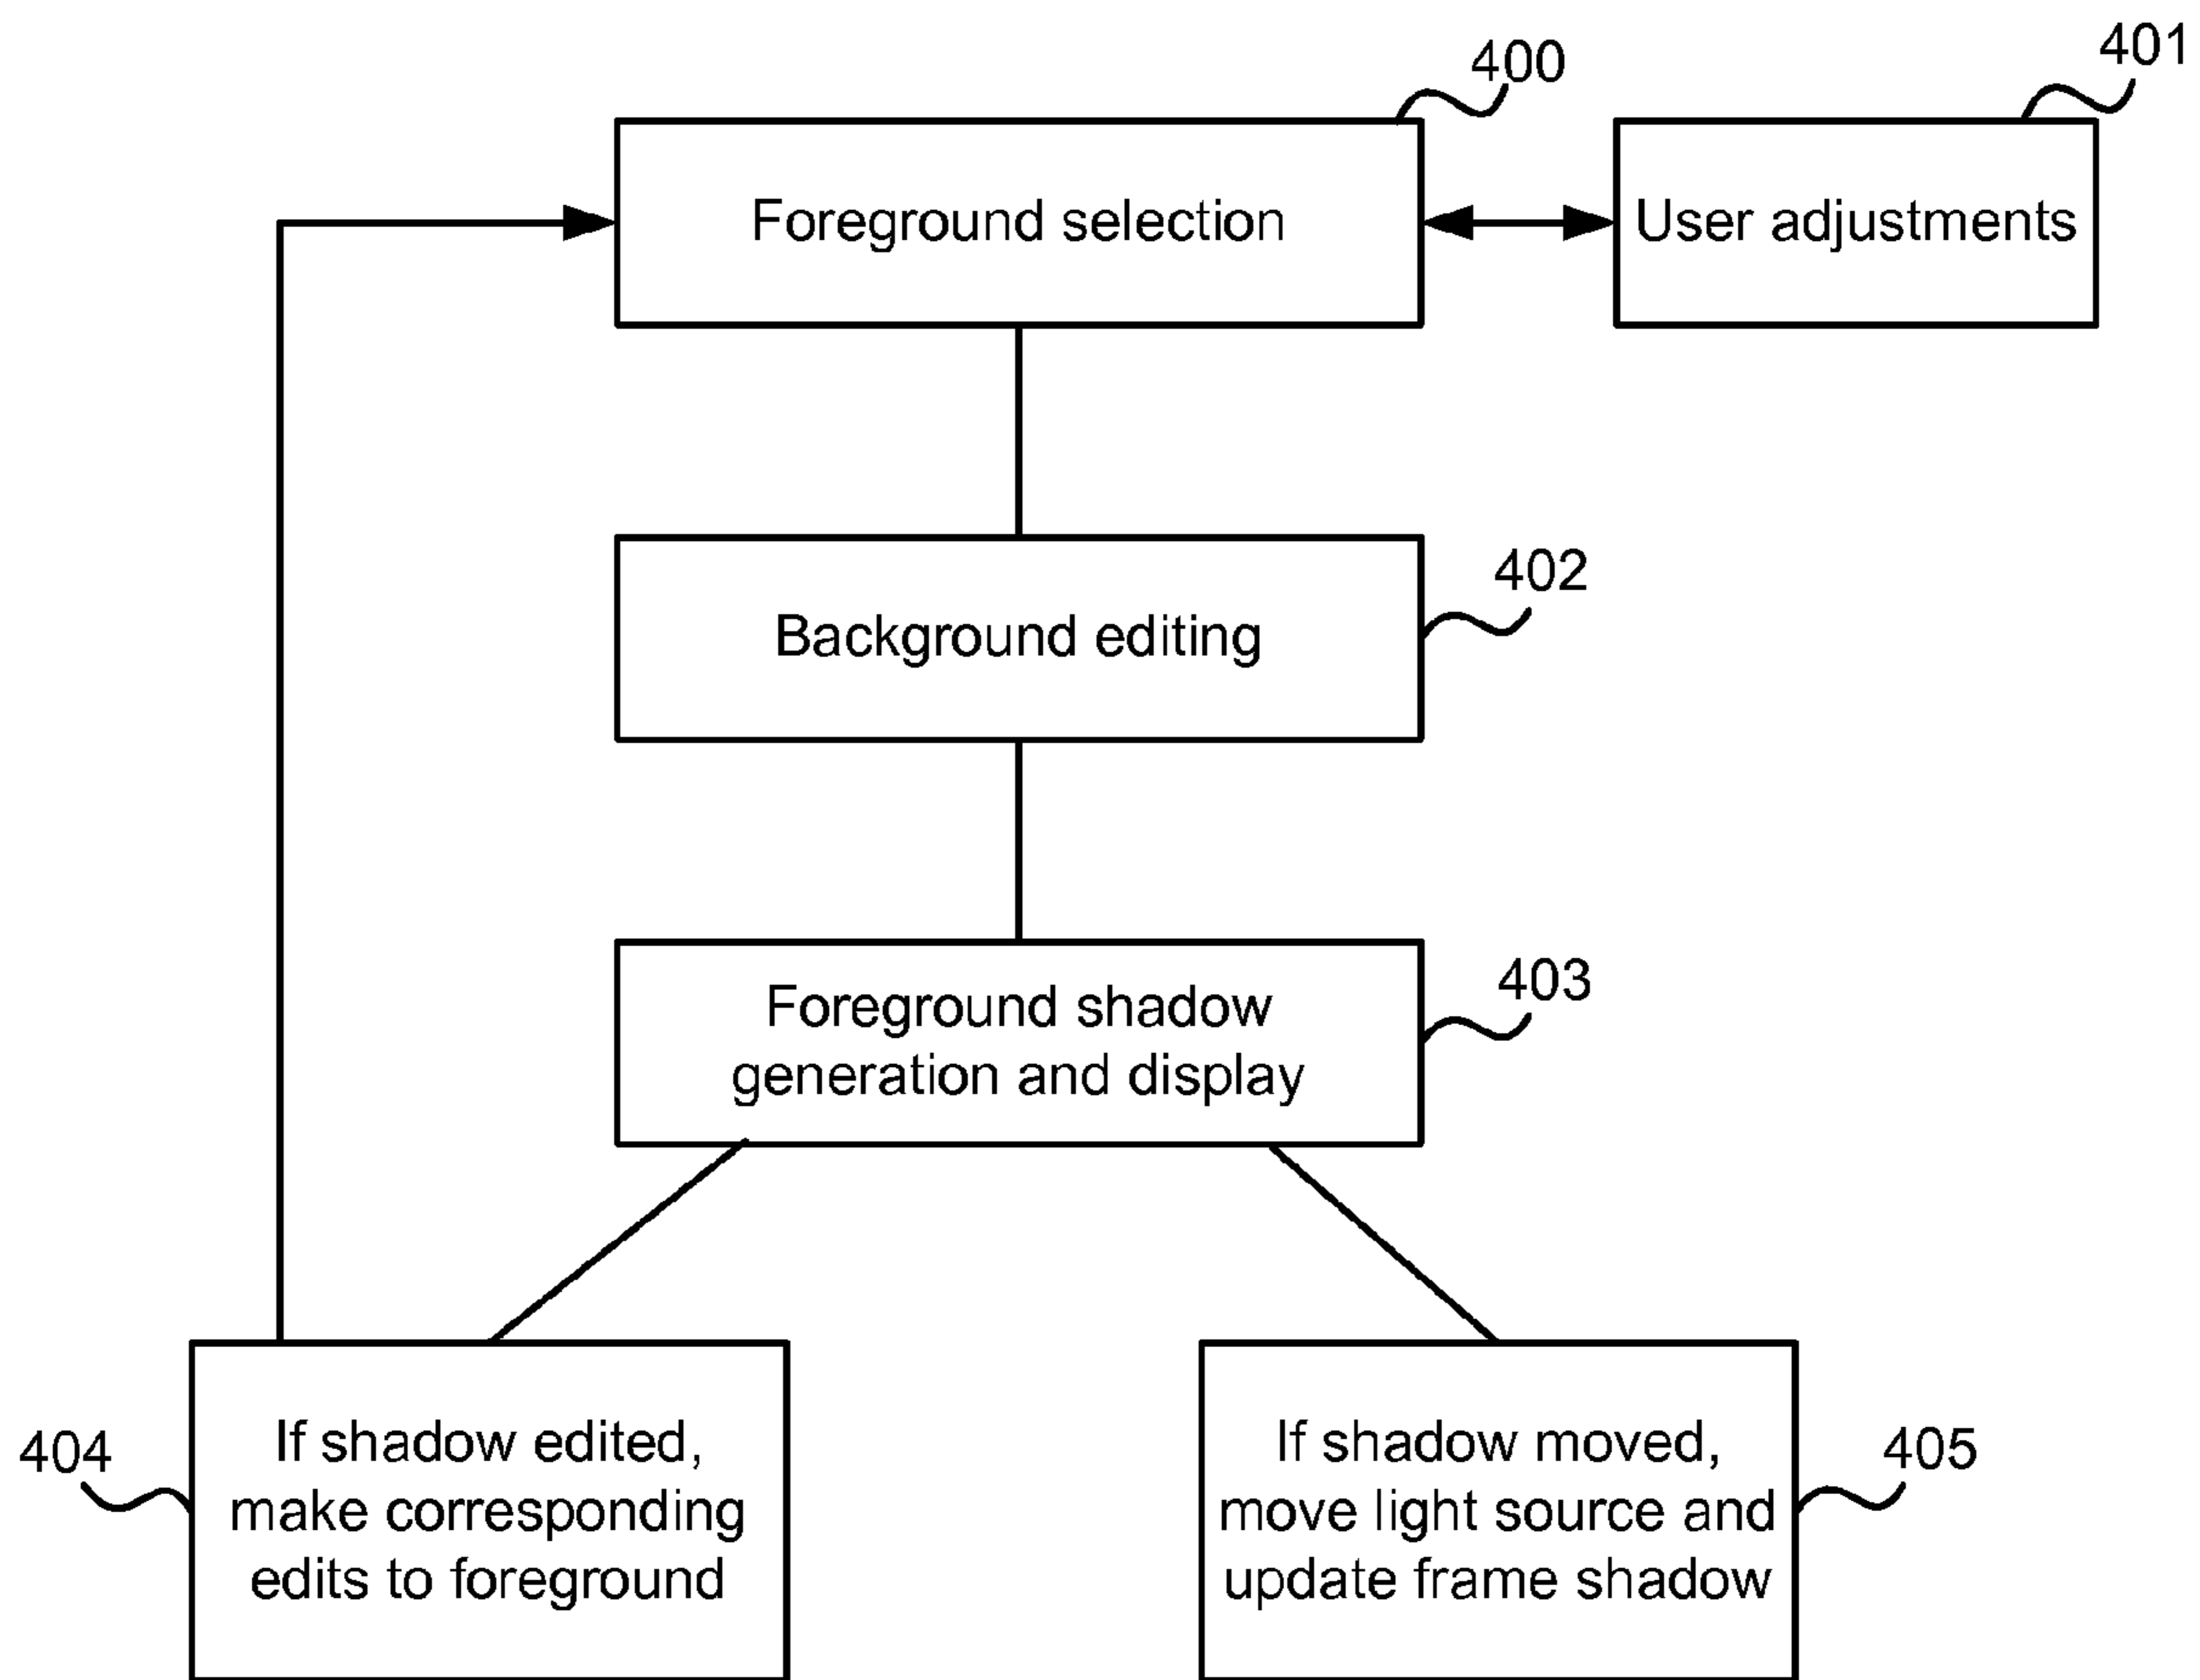 400
401
Foreground selection
User adjustments
402
Background editing
403
Foreground shadow
generation and display
404
If shadow edited,
make corresponding
edits to foreground
405
If shadow moved,
move light source and
update frame shadow